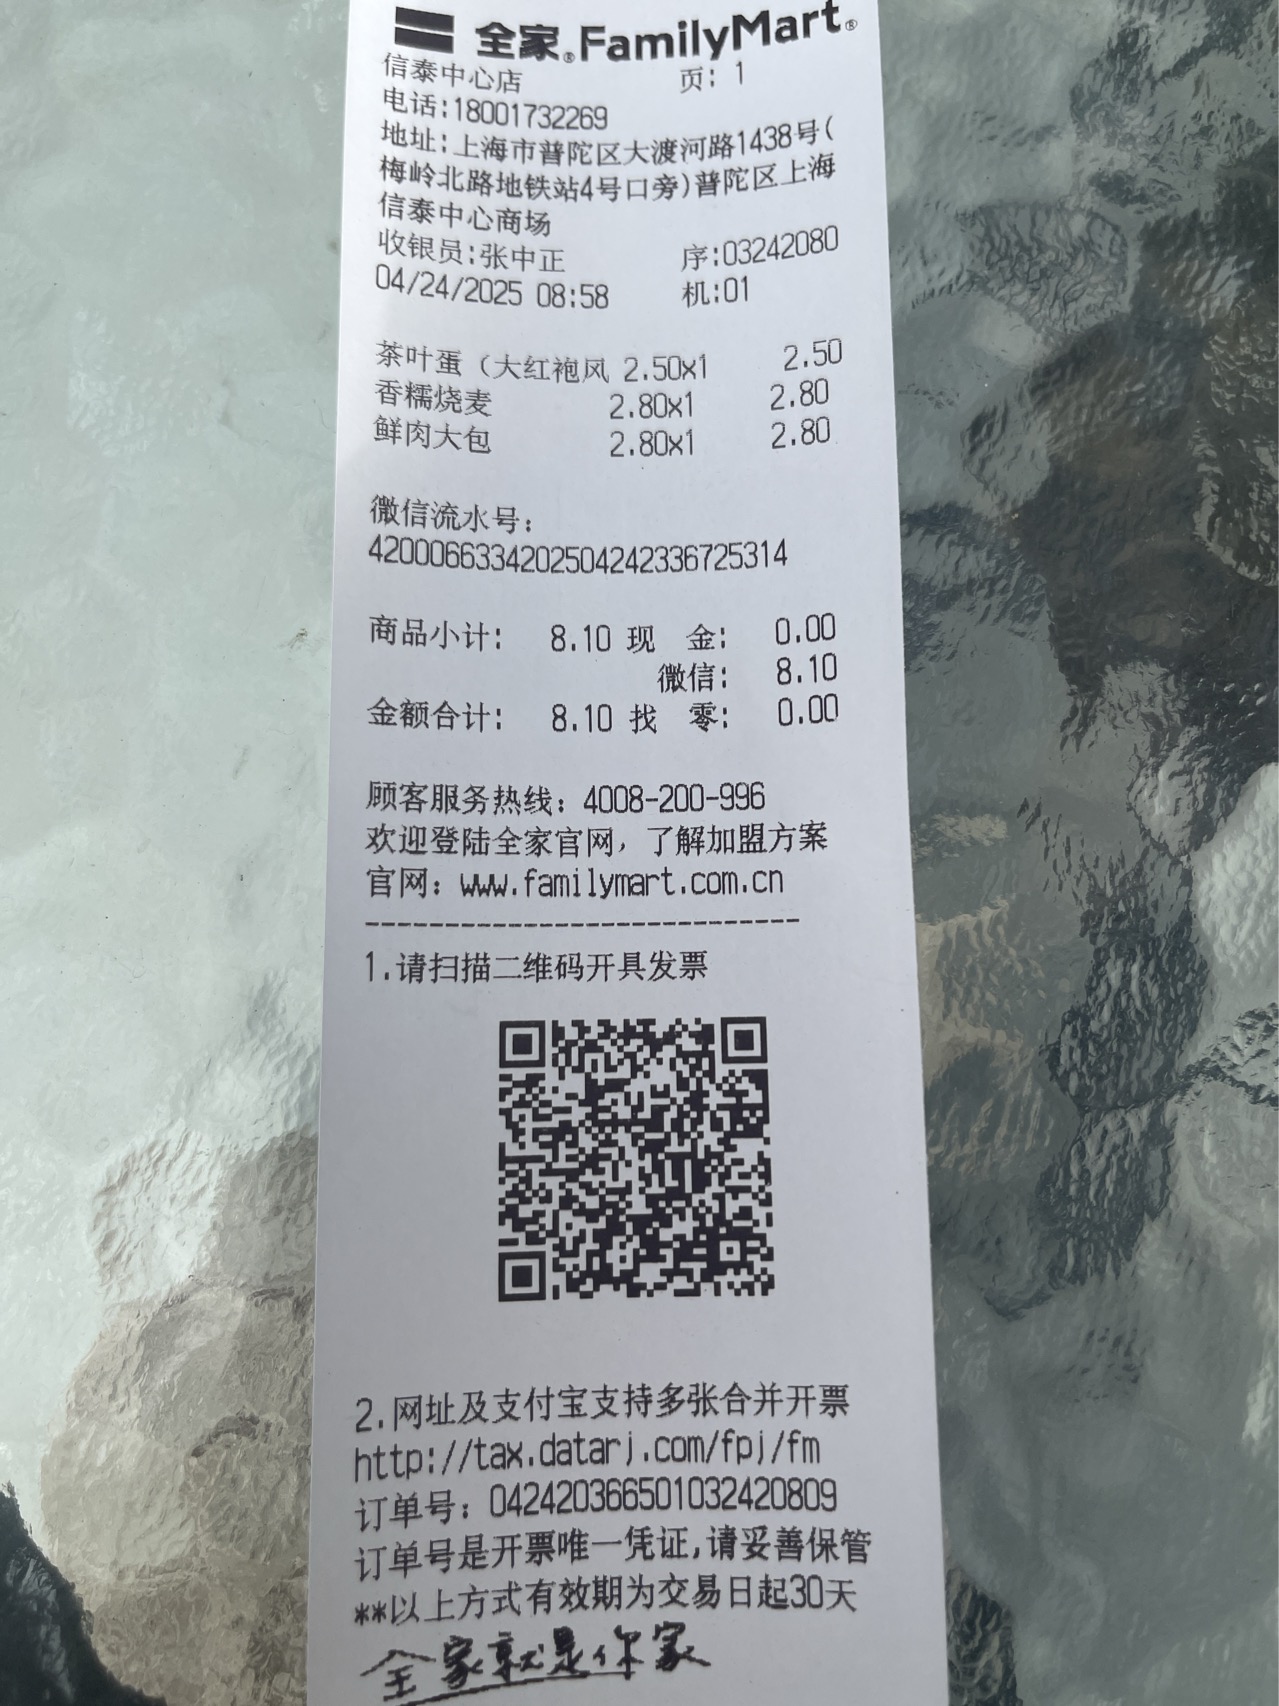 全家®FamilyMart®
信泰中心店 页: 1
电话:18001732269
地址:上海市普陀区大渡河路1438号(
梅岭北路地铁站4号口旁)普陀区上海
信泰中心商场
收银员:张中正 序:03242080
04/24/2025 08:58 机:01
茶叶蛋（大红袍风 2.50x1 2.50
香糯烧麦 2.80x1 2.80
鲜肉大包 2.80x1 2.80
微信流水号:
4200066334202504242336725314
商品小计: 8.10 现 金: 0.00
微信: 8.10
金额合计: 8.10 找 零: 0.00
顾客服务热线: 4008-200-996
欢迎登陆全家官网，了解加盟方案
官网: www.familymart.com.cn
-----------------------------
1.请扫描二维码开具发票
2.网址及支付宝支持多张合并开票
http://tax.datarj.com/fpj/fm
订单号: 042420366501032420809
订单号是开票唯一凭证,请妥善保管
**以上方式有效期为交易日起30天
全家就是你家